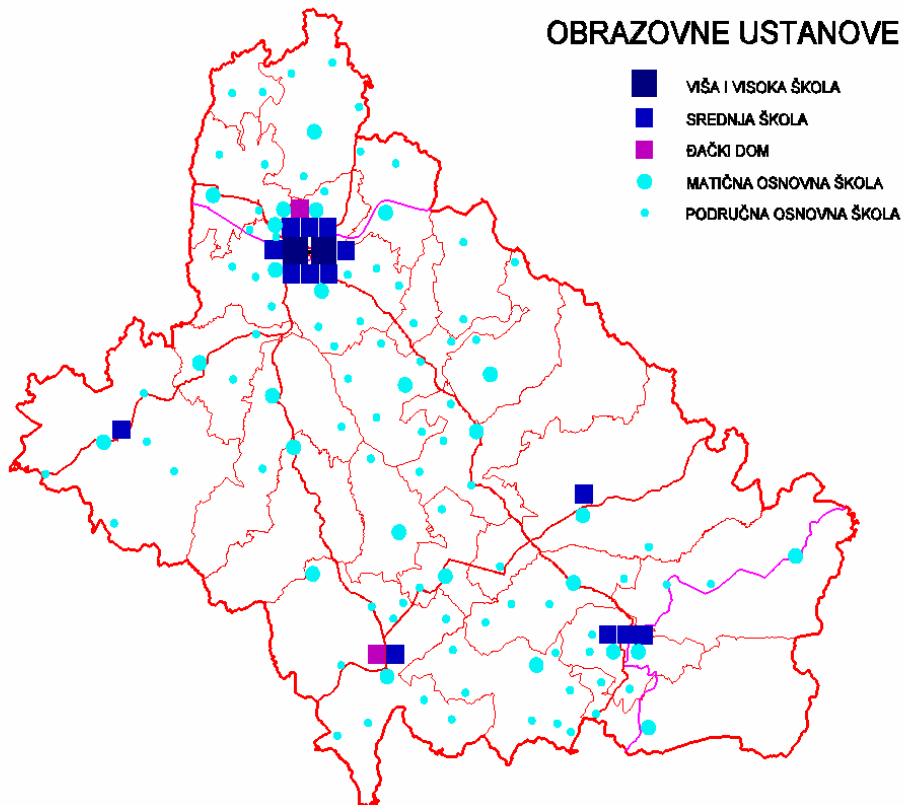 OBRAZOVNE USTANOVE
VIŠA I VISOKA ŠKOLA
SREDNJA ŠKOLA
ĐAČKI DOM
MATIČNA OSNOVNA ŠKOLA
PODRUČNA OSNOVNA ŠKOLA